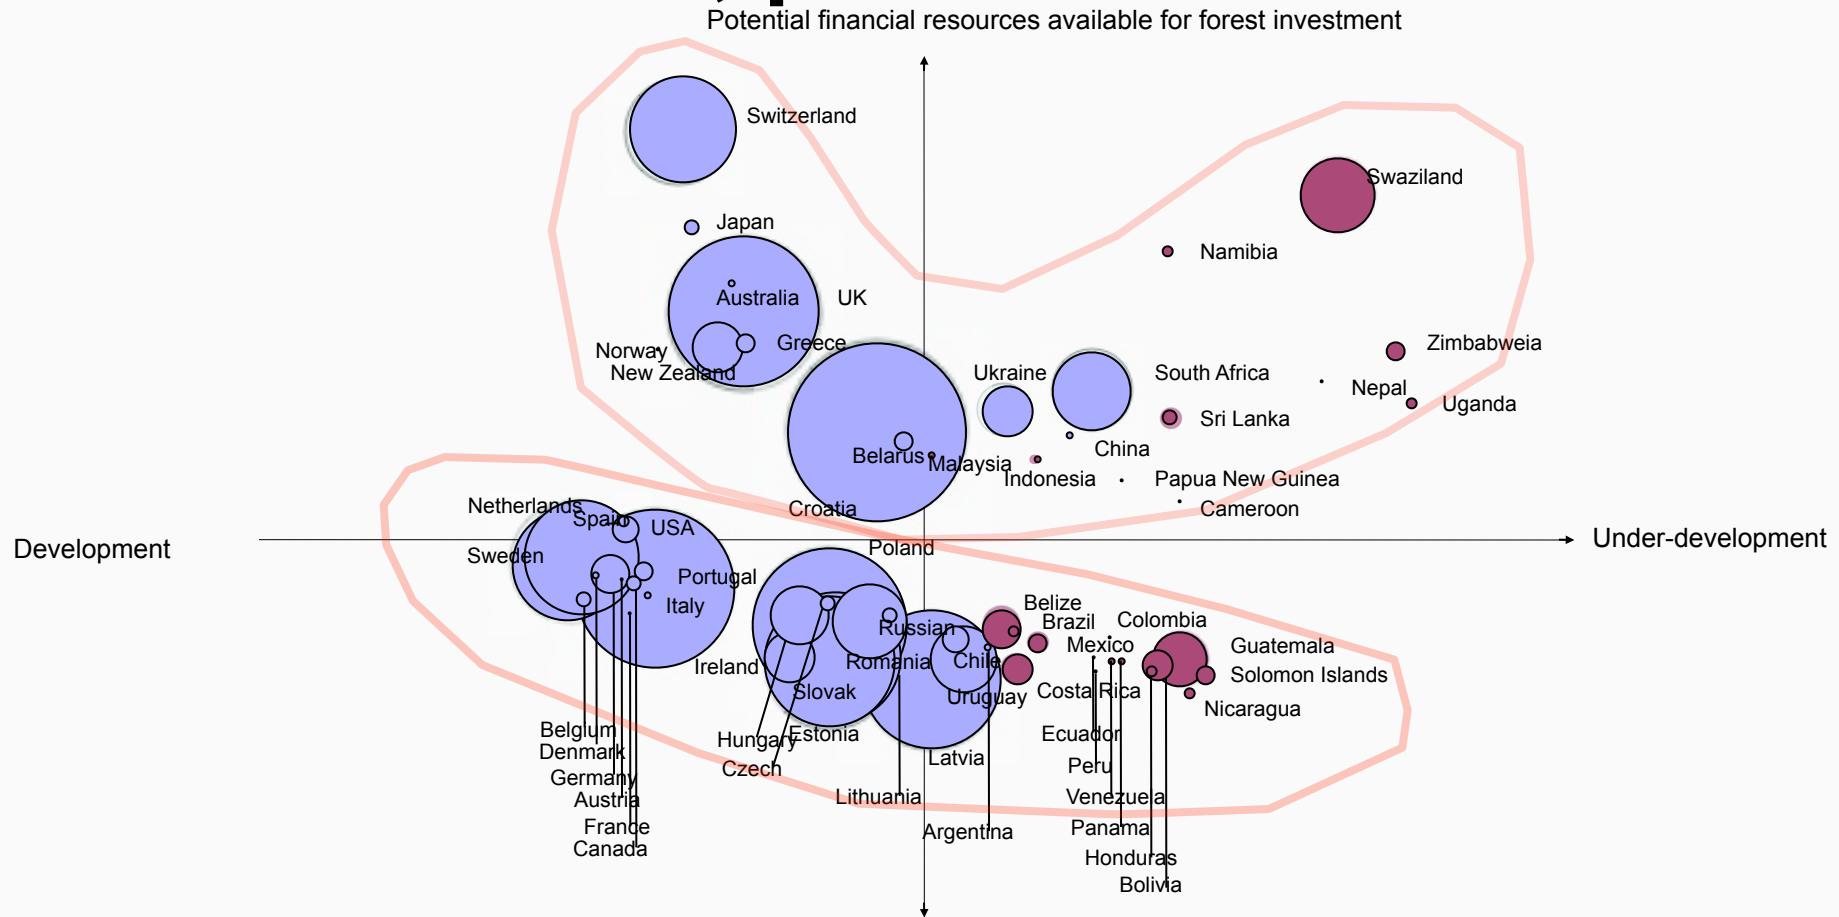 Potential financial resources available for forest investment
Switzerland
Swaziland
Japan
Namibia
Australia
UK
Norway
Greece
Zimbabweia
New Zealand
Ukraine
South Africa
Nepal
Uganda
Sri Lanka
China
Belarus
Malaysia
Indonesia
Papua New Guinea
Croatia
Cameroon
Netherlands
Spain
USA
Development
Under-development
Sweden
Poland
Portugal
Italy
Belize
Brazil
Colombia
Russian
Mexico
Guatemala
Ireland
Romania
Chile
Solomon Islands
Slovak
Uruguay
Costa Rica
Nicaragua
Belgium
Hungary
Estonia
Ecuador
Denmark
Latvia
Czech
Peru
Germany
Austria
Lithuania
Venezuela
France
Argentina
Panama
Canada
Honduras
Bolivia